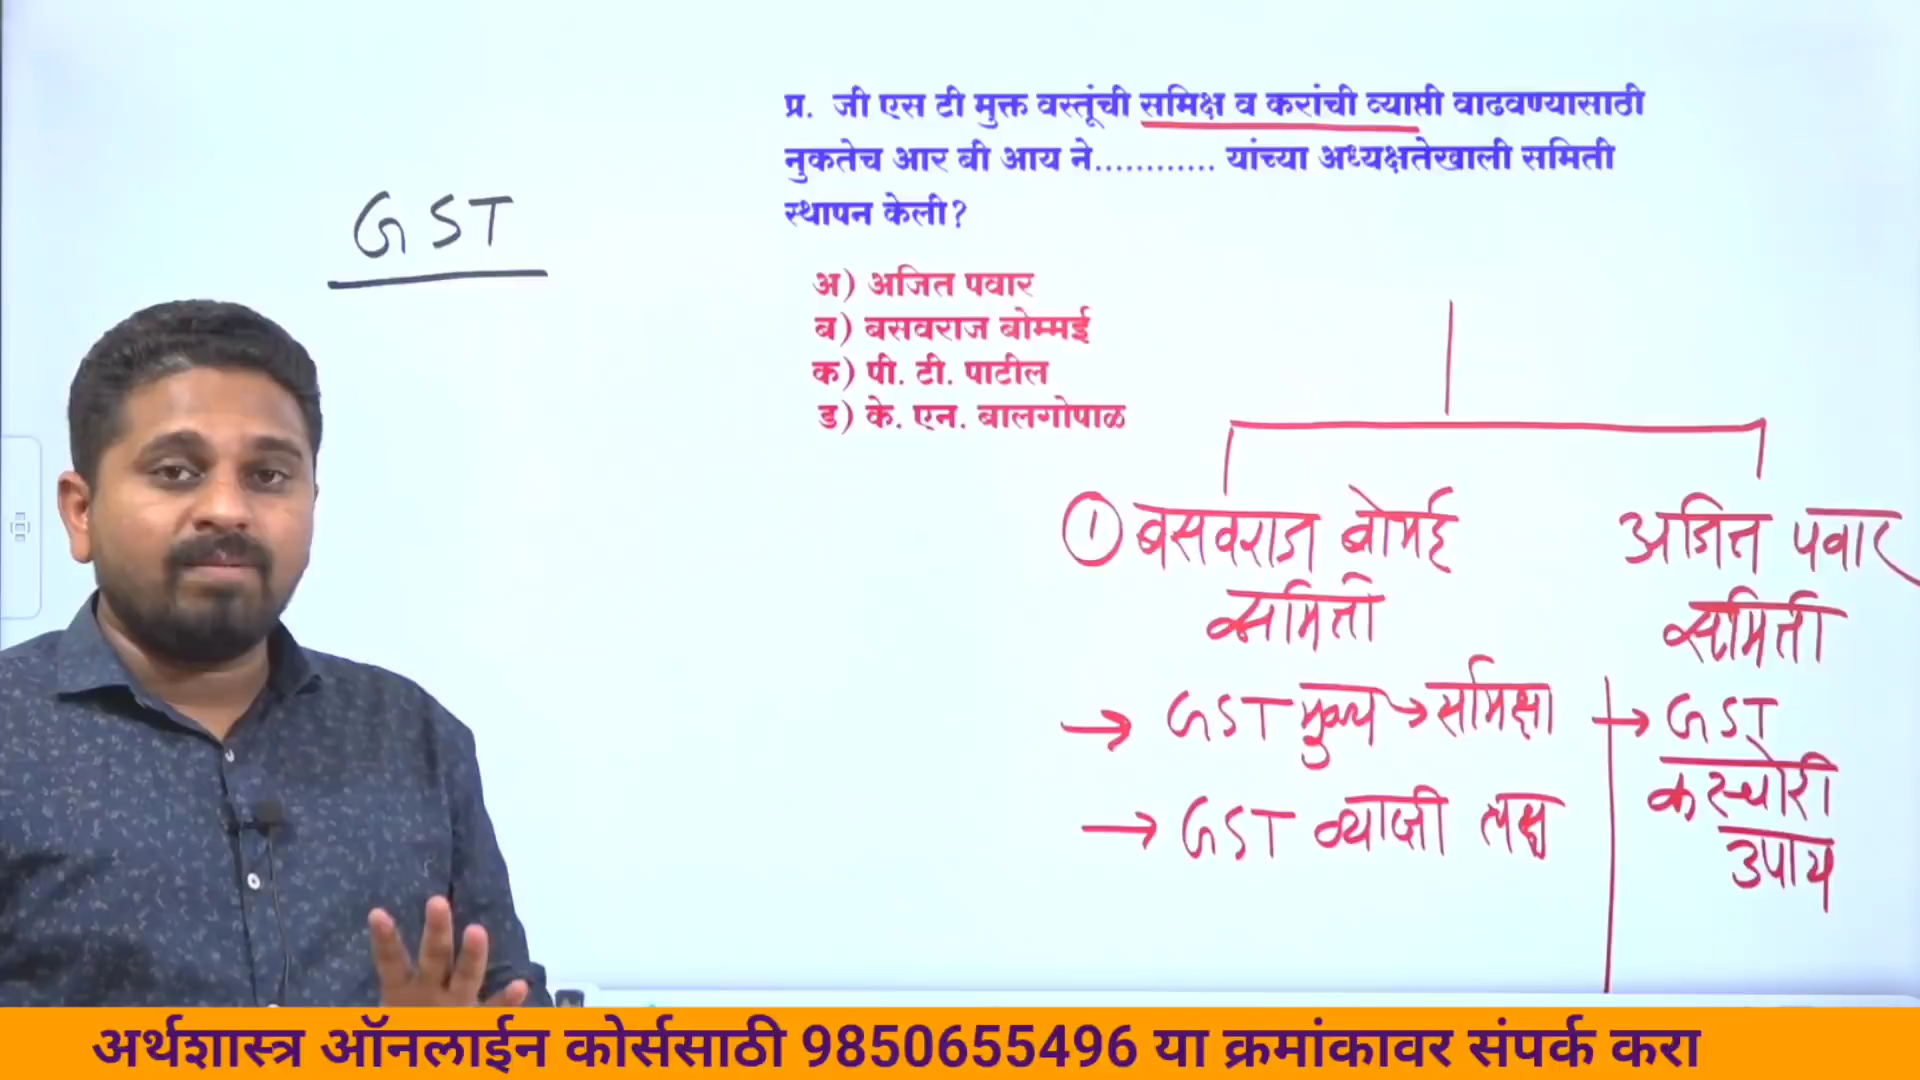 प्र. जी एस टी मुक्त वस्तूंची समिक्ष व करांची व्याप्ती वाढवण्यासाठी
नुकतेच आर बी आय ने............ यांच्या अध्यक्षतेखाली समिती
स्थापन केली?
GST
अ) अजित पवार
ब) बसवराज बोम्मई
क) पी. टी. पाटील
ड) के. एन. बालगोपाळ
① बसवराज बोमई
समिती
→ GST मुक्त → समिक्षा
→ GST व्याप्ती
अजित पवार
समिती
→ GST
करचोरी
उपाय
अर्थशास्त्र ऑनलाईन कोर्ससाठी 9850655496 या क्रमांकावर संपर्क करा